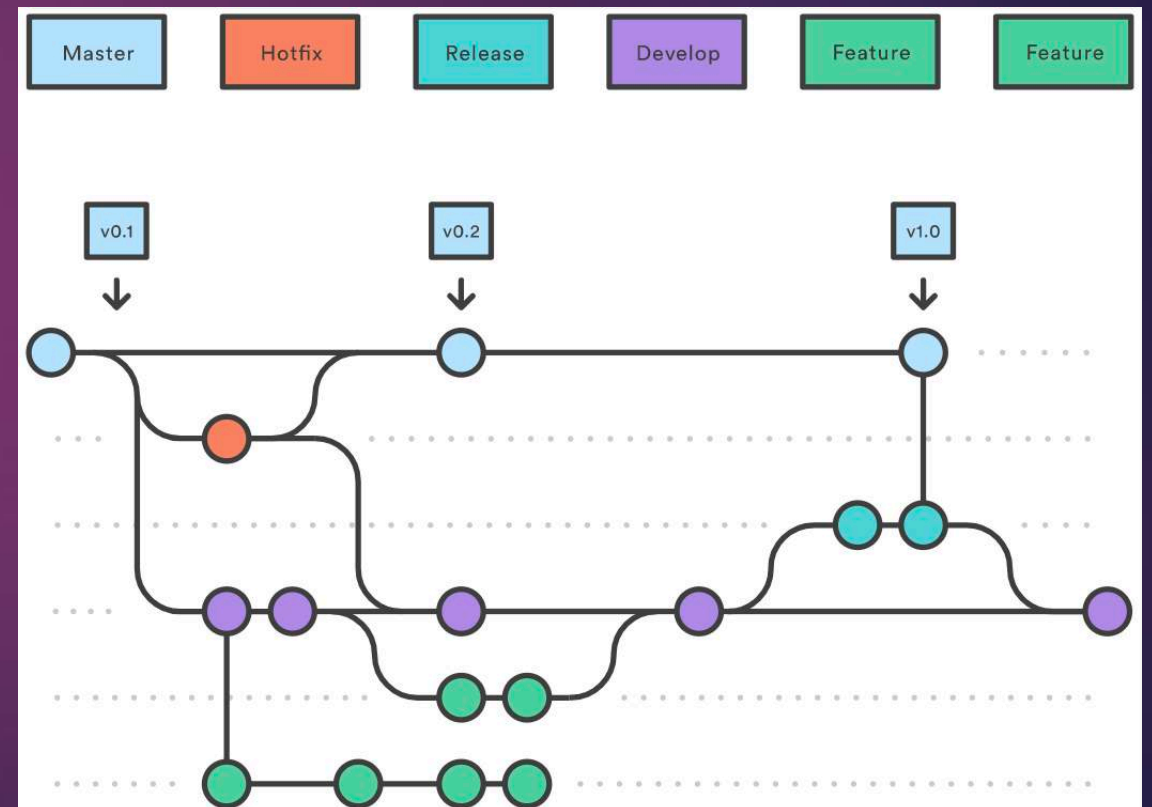 Master
Hotfix
Release
Develop
Feature
Feature
v0.1
v0.2
v1.0